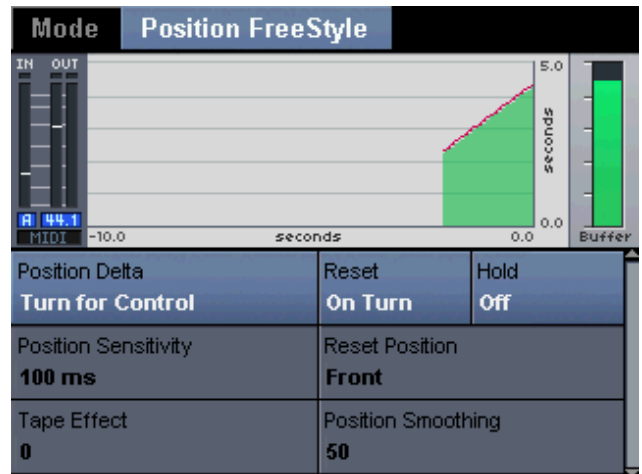 Mode Position FreeStyle
IN OUT
5.0
seconds
0.0
A 44.1
MIDI
-10.0 seconds 0.0
Buffer
Position Delta
Turn for Control
Reset
On Turn
Hold
Off
Position Sensitivity
100 ms
Reset Position
Front
Tape Effect
0
Position Smoothing
50